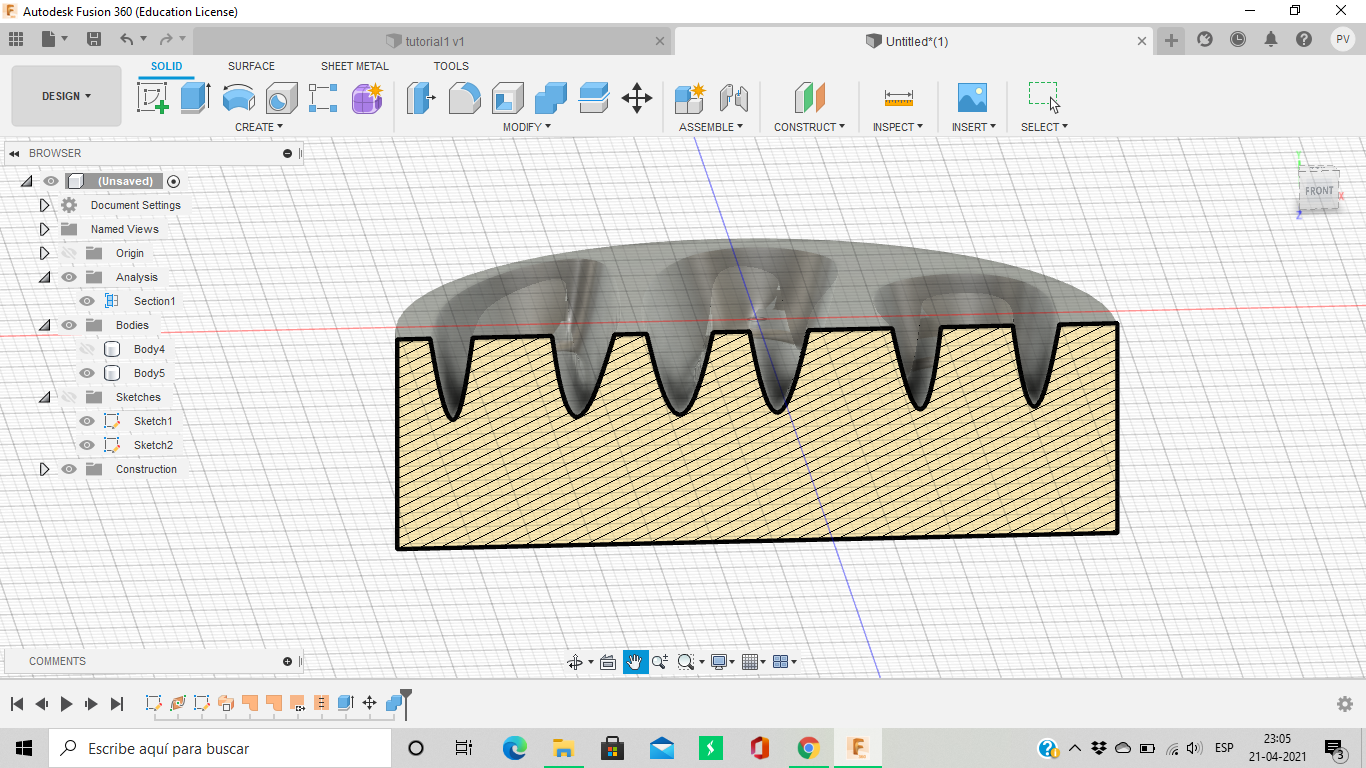 Autodesk Fusion 360 (Education License)
tutorial1 v1
Untitled*(1)
PV
DESIGN
SOLID
SURFACE
SHEET METAL
TOOLS
CREATE
MODIFY
ASSEMBLE
CONSTRUCT
INSPECT
INSERT
SELECT
BROWSER
(Unsaved)
Document Settings
Named Views
Origin
Analysis
Section1
Bodies
Body4
Body5
Sketches
Sketch1
Sketch2
Construction
FRONT
X
Z
COMMENTS
Escribe aquí para buscar
ESP
23:05
21-04-2021
3